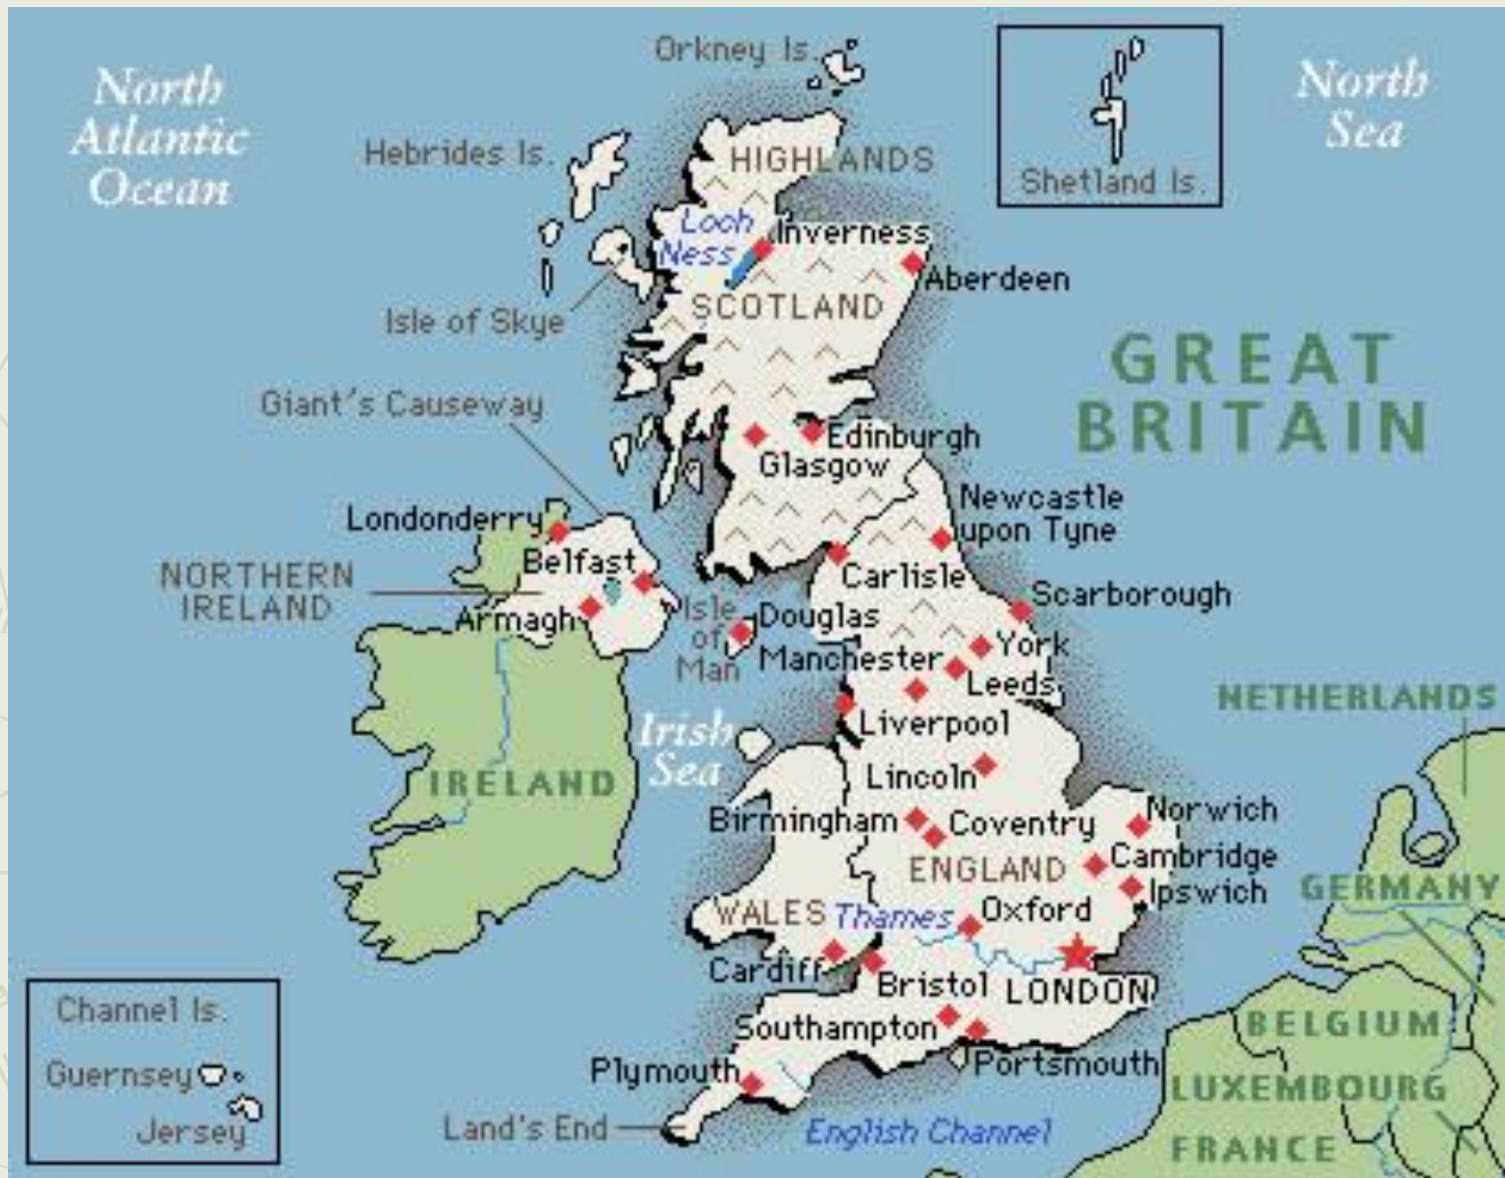 North
Atlantic
Ocean
Orkney Is.
North
Sea
Hebrides Is.
HIGHLANDS
Shetland Is.
Loch
Ness
Inverness
Aberdeen
Isle of Skye
SCOTLAND
GREAT
BRITAIN
Giant's Causeway
Edinburgh
Glasgow
Newcastle
upon Tyne
Londonderry
Belfast
Carlisle
NORTHERN
IRELAND
Armagh
Isle
of
Man
Douglas
Scarborough
York
Manchester
Leeds
NETHERLANDS
Irish
Sea
Liverpool
IRELAND
Lincoln
Birmingham
Coventry
Norwich
Cambridge
ENGLAND
Ipswich
GERMANY
WALES
Thames
Oxford
Cardiff
Bristol
LONDON
Channel Is.
Southampton
Portsmouth
BELGIUM
Guernsey
Plymouth
LUXEMBOURG
Jersey
Land's End
English Channel
FRANCE